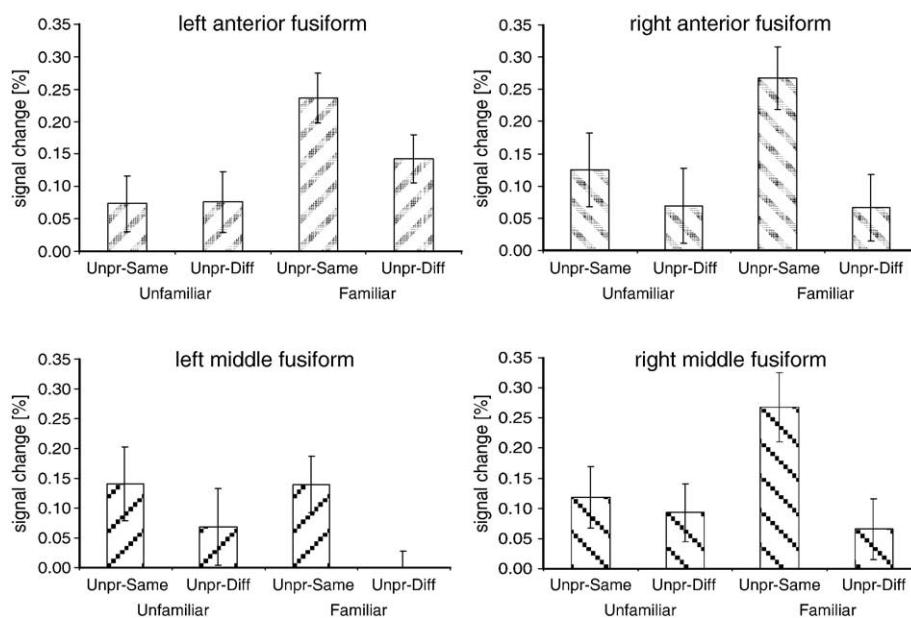 left anterior fusiform
signal change [%]
0.35
0.30
0.25
0.20
0.15
0.10
0.05
0.00
Unpr-Same Unpr-Diff Unpr-Same Unpr-Diff
Unfamiliar Familiar
right anterior fusiform
signal change [%]
0.35
0.30
0.25
0.20
0.15
0.10
0.05
0.00
Unpr-Same Unpr-Diff Unpr-Same Unpr-Diff
Unfamiliar Familiar
left middle fusiform
signal change [%]
0.35
0.30
0.25
0.20
0.15
0.10
0.05
0.00
Unpr-Same Unpr-Diff Unpr-Same Unpr-Diff
Unfamiliar Familiar
right middle fusiform
signal change [%]
0.35
0.30
0.25
0.20
0.15
0.10
0.05
0.00
Unpr-Same Unpr-Diff Unpr-Same Unpr-Diff
Unfamiliar Familiar